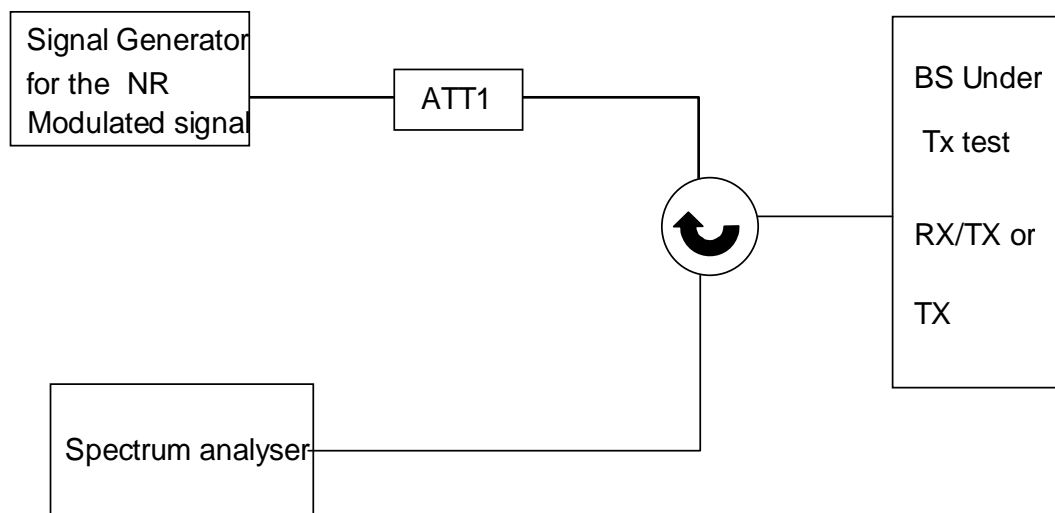 Signal Generator
for the NR
Modulated signal
ATT1
BS Under
Tx test
RX/TX or
TX
Spectrum analyser